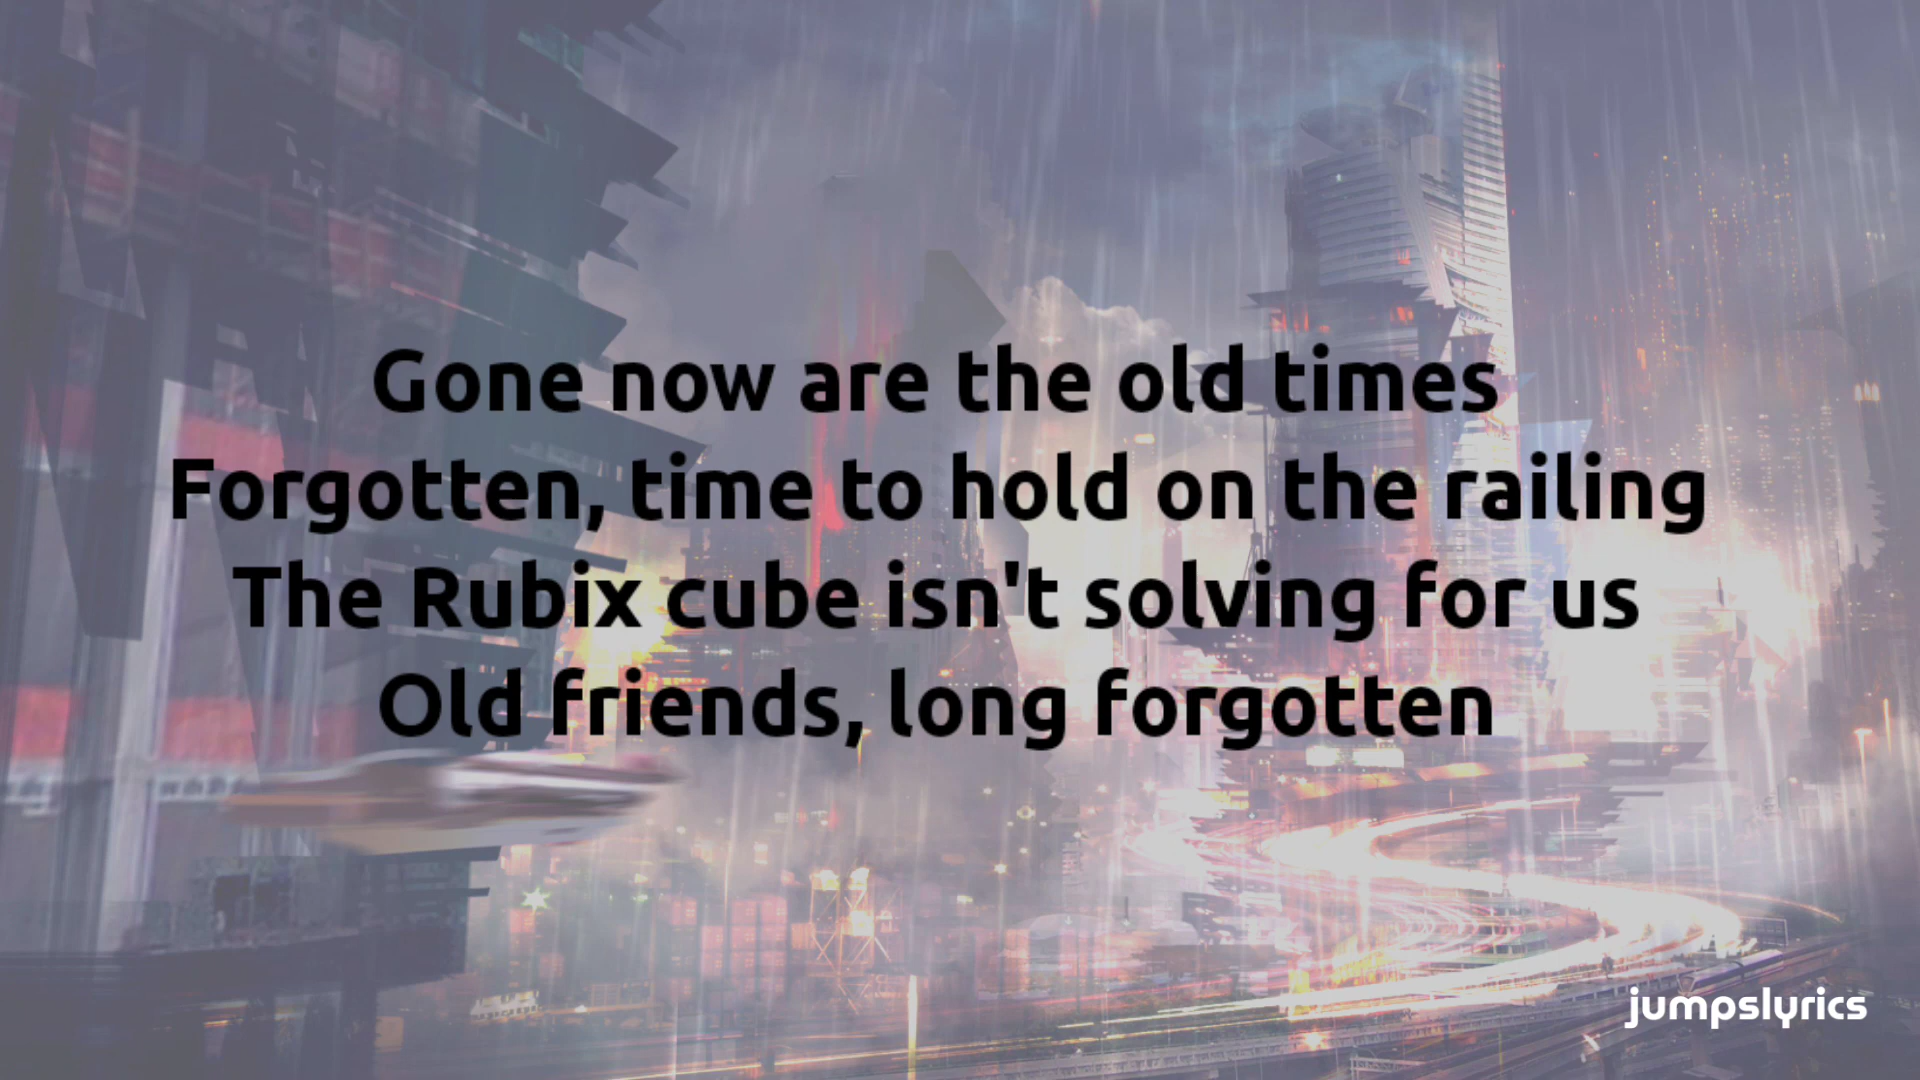 Gone now are the old times
Forgotten, time to hold on the railing
The Rubix cube isn't solving for us
Old friends, long forgotten
jumpslyrics